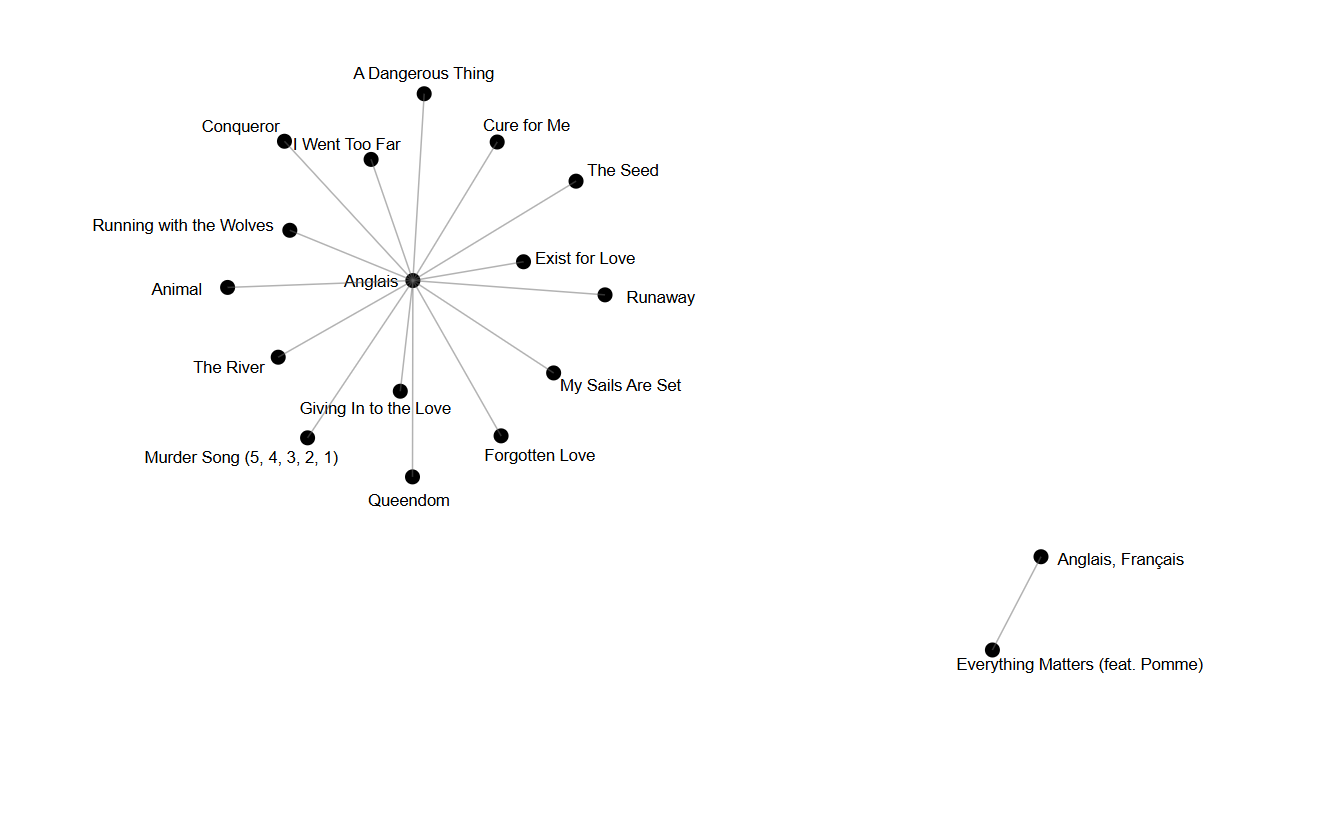 A Dangerous Thing
Conqueror
Cure for Me
I Went Too Far
The Seed
Running with the Wolves
Exist for Love
Anglais
Animal
Runaway
The River
My Sails Are Set
Giving In to the Love
Murder Song (5, 4, 3, 2, 1)
Forgotten Love
Queendom
Anglais, Français
Everything Matters (feat. Pomme)